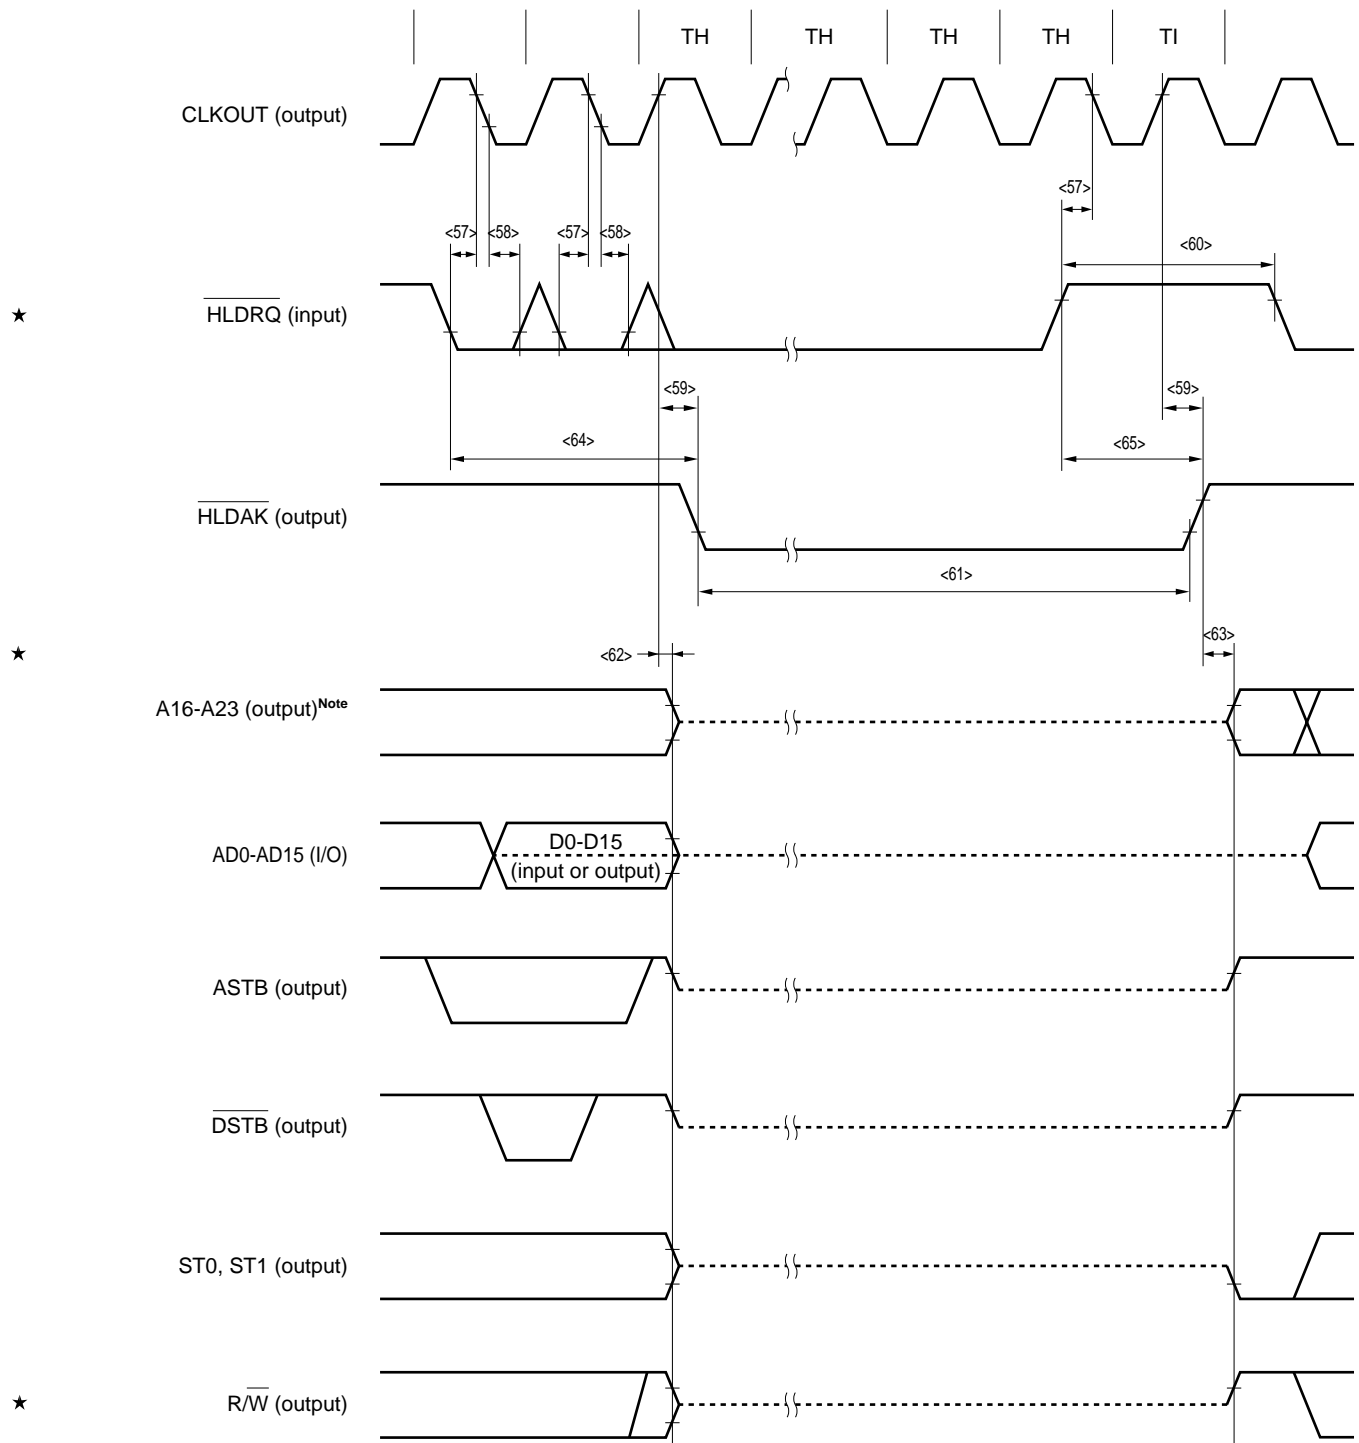 TH TH TH TH TI
CLKOUT (output)
<57>
<57> <58> <57> <58>
<60>
★ HLDRQ (input)
<59> <59>
<64> <65>
HLDAK (output)
<61>
★
<62> <63>
A16-A23 (output)Note
AD0-AD15 (I/O)
D0-D15
(input or output)
ASTB (output)
DSTB (output)
ST0, ST1 (output)
★ R/W (output)